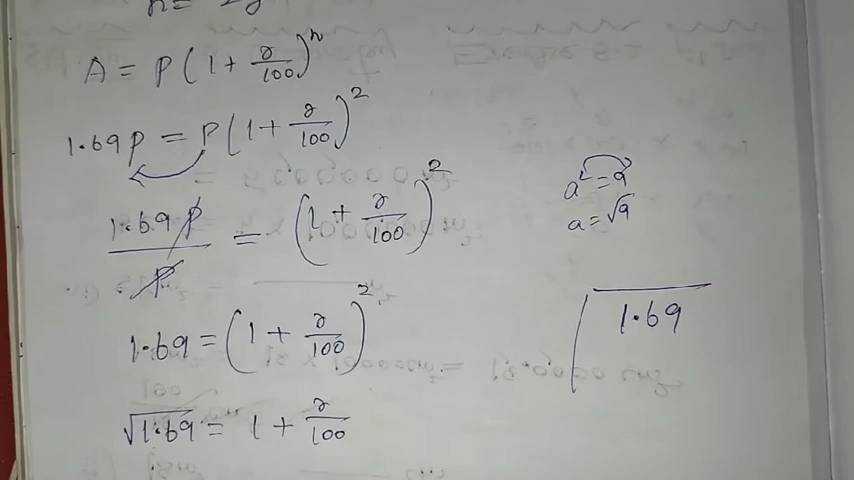 A = P(1 + r/100)^n
1.69P = P(1 + r/100)^2
1.69P/P = (1 + r/100)^2
1.69 = (1 + r/100)^2
√1.69 = 1 + r/100
a² = 9
a = √9
1.69